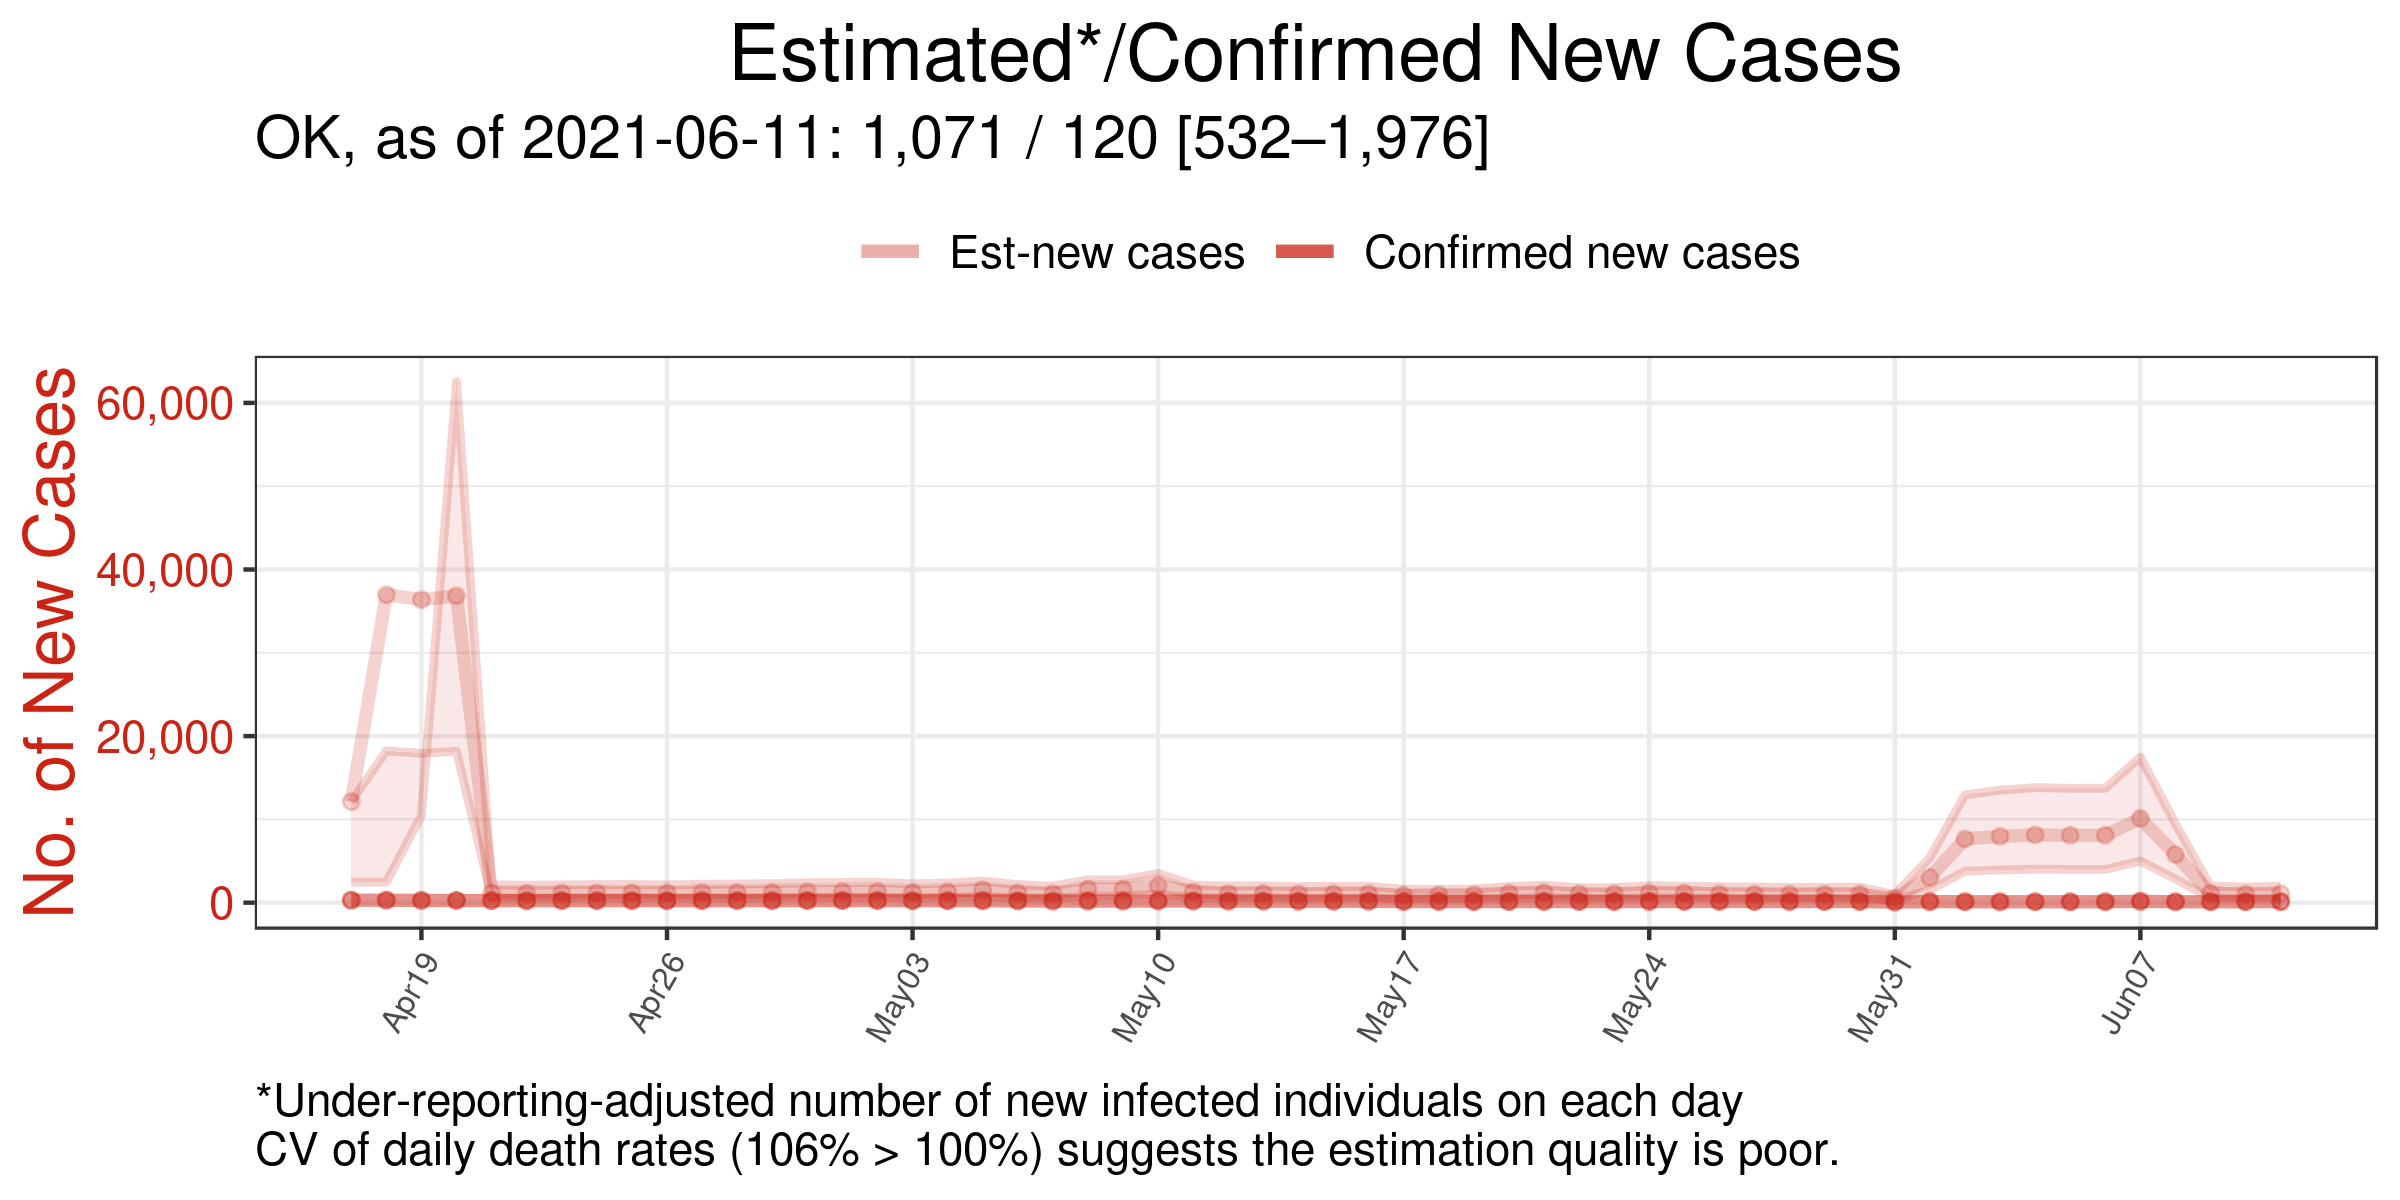 Estimated*/Confirmed New Cases
OK, as of 2021-06-11: 1,071 / 120 [532–1,976]
Est-new cases
Confirmed new cases
No. of New Cases
60,000
40,000
20,000
0
Apr19
Apr26
May03
May10
May17
May24
May31
Jun07
*Under-reporting-adjusted number of new infected individuals on each day
CV of daily death rates (106% > 100%) suggests the estimation quality is poor.